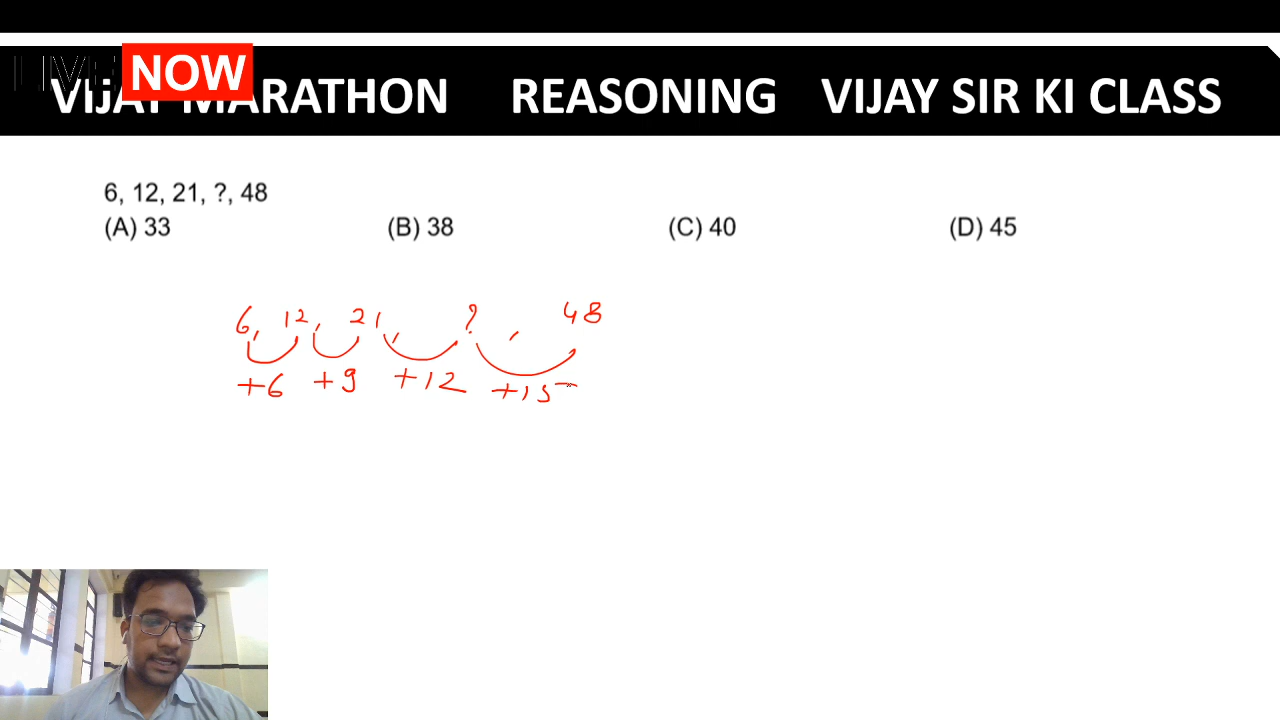 LIVE NOW
VIJAY MARATHON REASONING VIJAY SIR KI CLASS
6, 12, 21, ?, 48
(A) 33 (B) 38 (C) 40 (D) 45
6, 12, 21, ?, 48
+6 +9 +12 +15